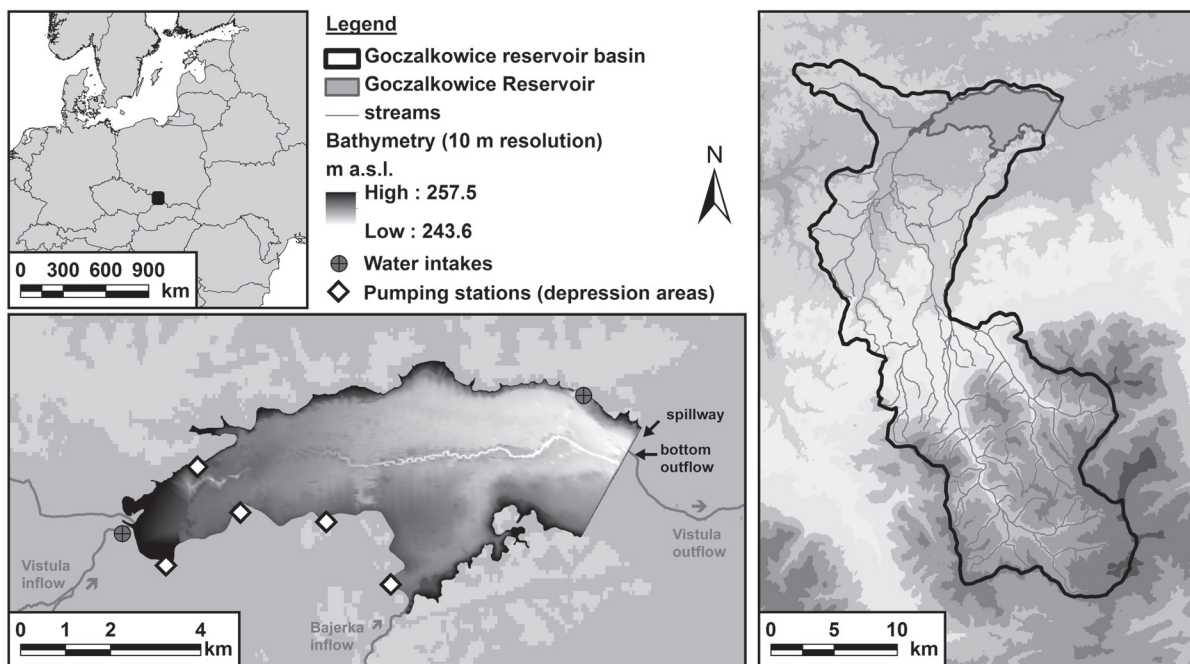 Legend
Goczalkowice reservoir basin
Goczalkowice Reservoir
streams
Bathymetry (10 m resolution)
m a.s.l.
High : 257.5
Low : 243.6
Water intakes
Pumping stations (depression areas)
N
0 300 600 900
km
spillway
bottom
outflow
Vistula
outflow
Vistula
inflow
Bajerka
inflow
0 1 2 4
km
0 5 10
km